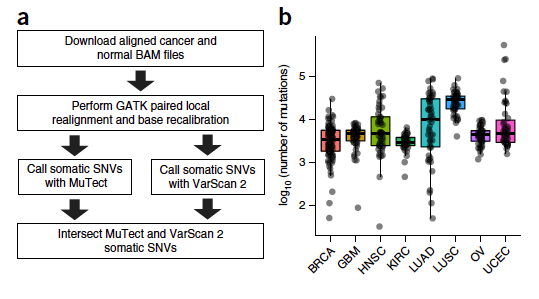 a
Download aligned cancer and
normal BAM files
Perform GATK paired local
realignment and base recalibration
Call somatic SNVs
with MuTect
Call somatic SNVs
with VarScan 2
Intersect MuTect and VarScan 2
somatic SNVs
b
log10 (number of mutations)
5
4
3
2
BRCA
GBM
HNSC
KIRC
LUAD
LUSC
OV
UCEC